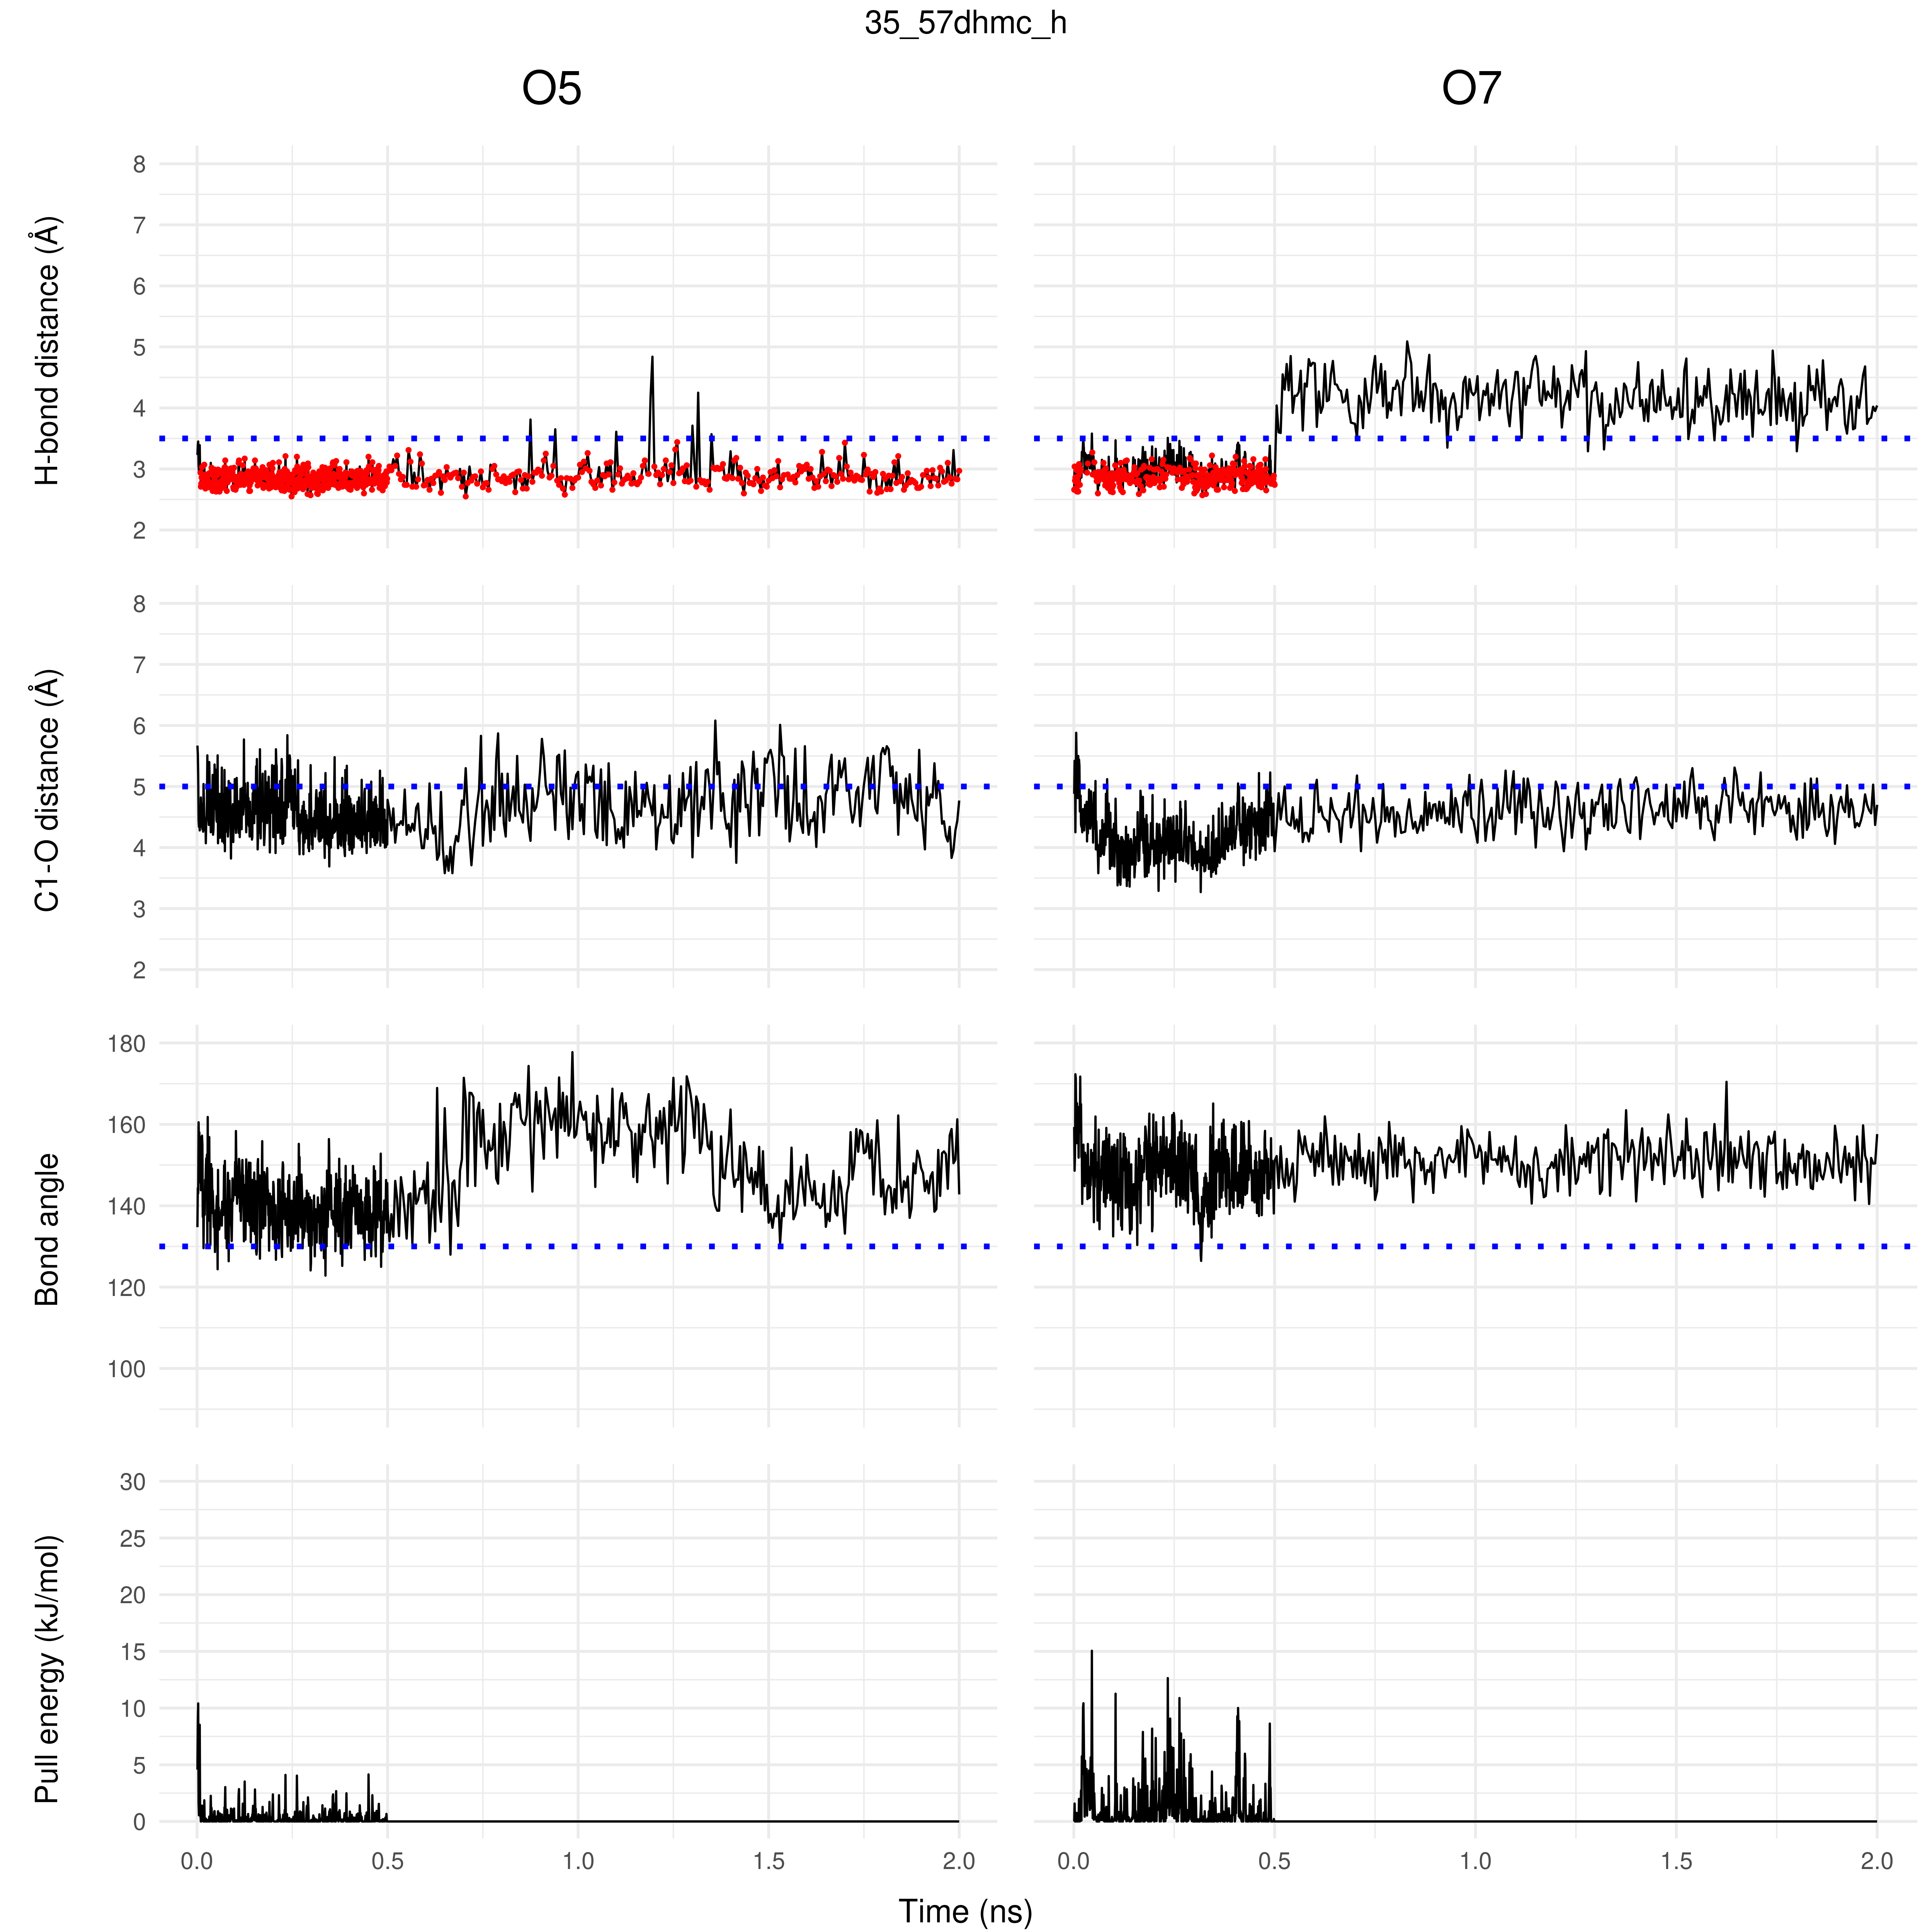 35_57dhmc_h
O5
O7
H-bond distance (Å)
8
7
6
5
4
3
2
C1-O distance (Å)
8
7
6
5
4
3
2
Bond angle
180
160
140
120
100
Pull energy (kJ/mol)
30
25
20
15
10
5
0
0.0 0.5 1.0 1.5 2.0
0.0 0.5 1.0 1.5 2.0
Time (ns)